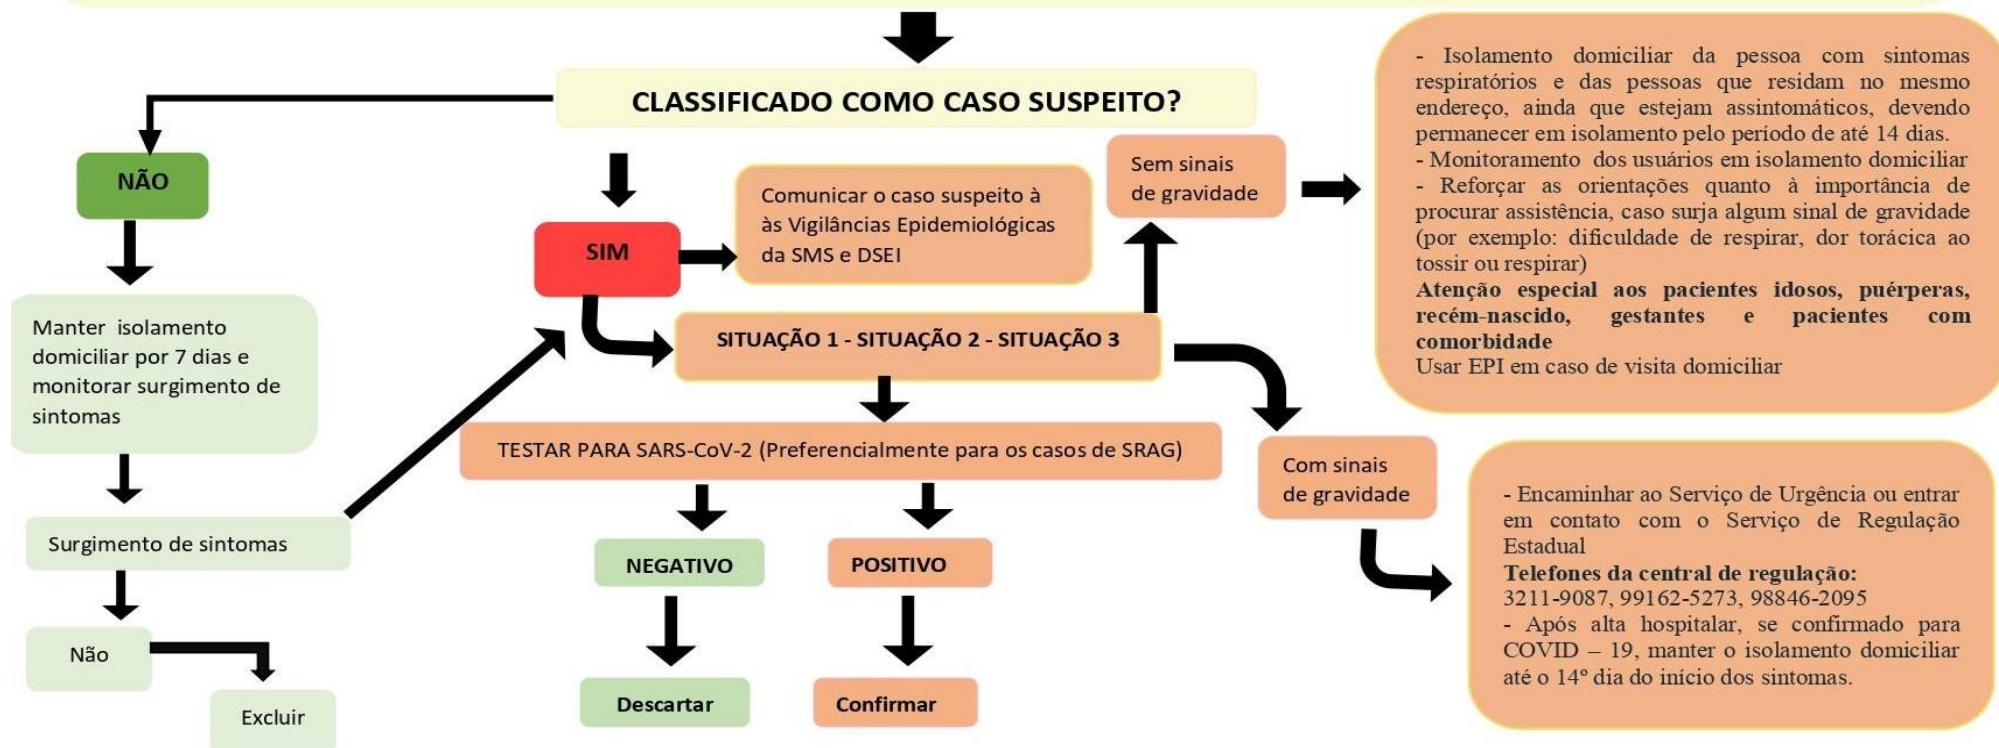 CLASSIFICADO COMO CASO SUSPEITO?
NÃO
Manter isolamento
domiciliar por 7 dias e
monitorar surgimento de
sintomas
Surgimento de sintomas
Não
Excluir
SIM
Comunicar o caso suspeito à
às Vigilâncias Epidemiológicas
da SMS e DSEI
SITUAÇÃO 1 - SITUAÇÃO 2 - SITUAÇÃO 3
TESTAR PARA SARS-CoV-2 (Preferencialmente para os casos de SRAG)
NEGATIVO
Descartar
POSITIVO
Confirmar
Sem sinais
de gravidade
- Isolamento domiciliar da pessoa com sintomas
respiratórios e das pessoas que residam no mesmo
endereço, ainda que estejam assintomáticos, devendo
permanecer em isolamento pelo período de até 14 dias.
- Monitoramento dos usuários em isolamento domiciliar
- Reforçar as orientações quanto à importância de
procurar assistência, caso surja algum sinal de gravidade
(por exemplo: dificuldade de respirar, dor torácica ao
tossir ou respirar)
Atenção especial aos pacientes idosos, puérperas,
recém-nascido, gestantes e pacientes com
comorbidade
Usar EPI em caso de visita domiciliar
Com sinais
de gravidade
- Encaminhar ao Serviço de Urgência ou entrar
em contato com o Serviço de Regulação
Estadual
Telefones da central de regulação:
3211-9087, 99162-5273, 98846-2095
- Após alta hospitalar, se confirmado para
COVID – 19, manter o isolamento domiciliar
até o 14º dia do início dos sintomas.